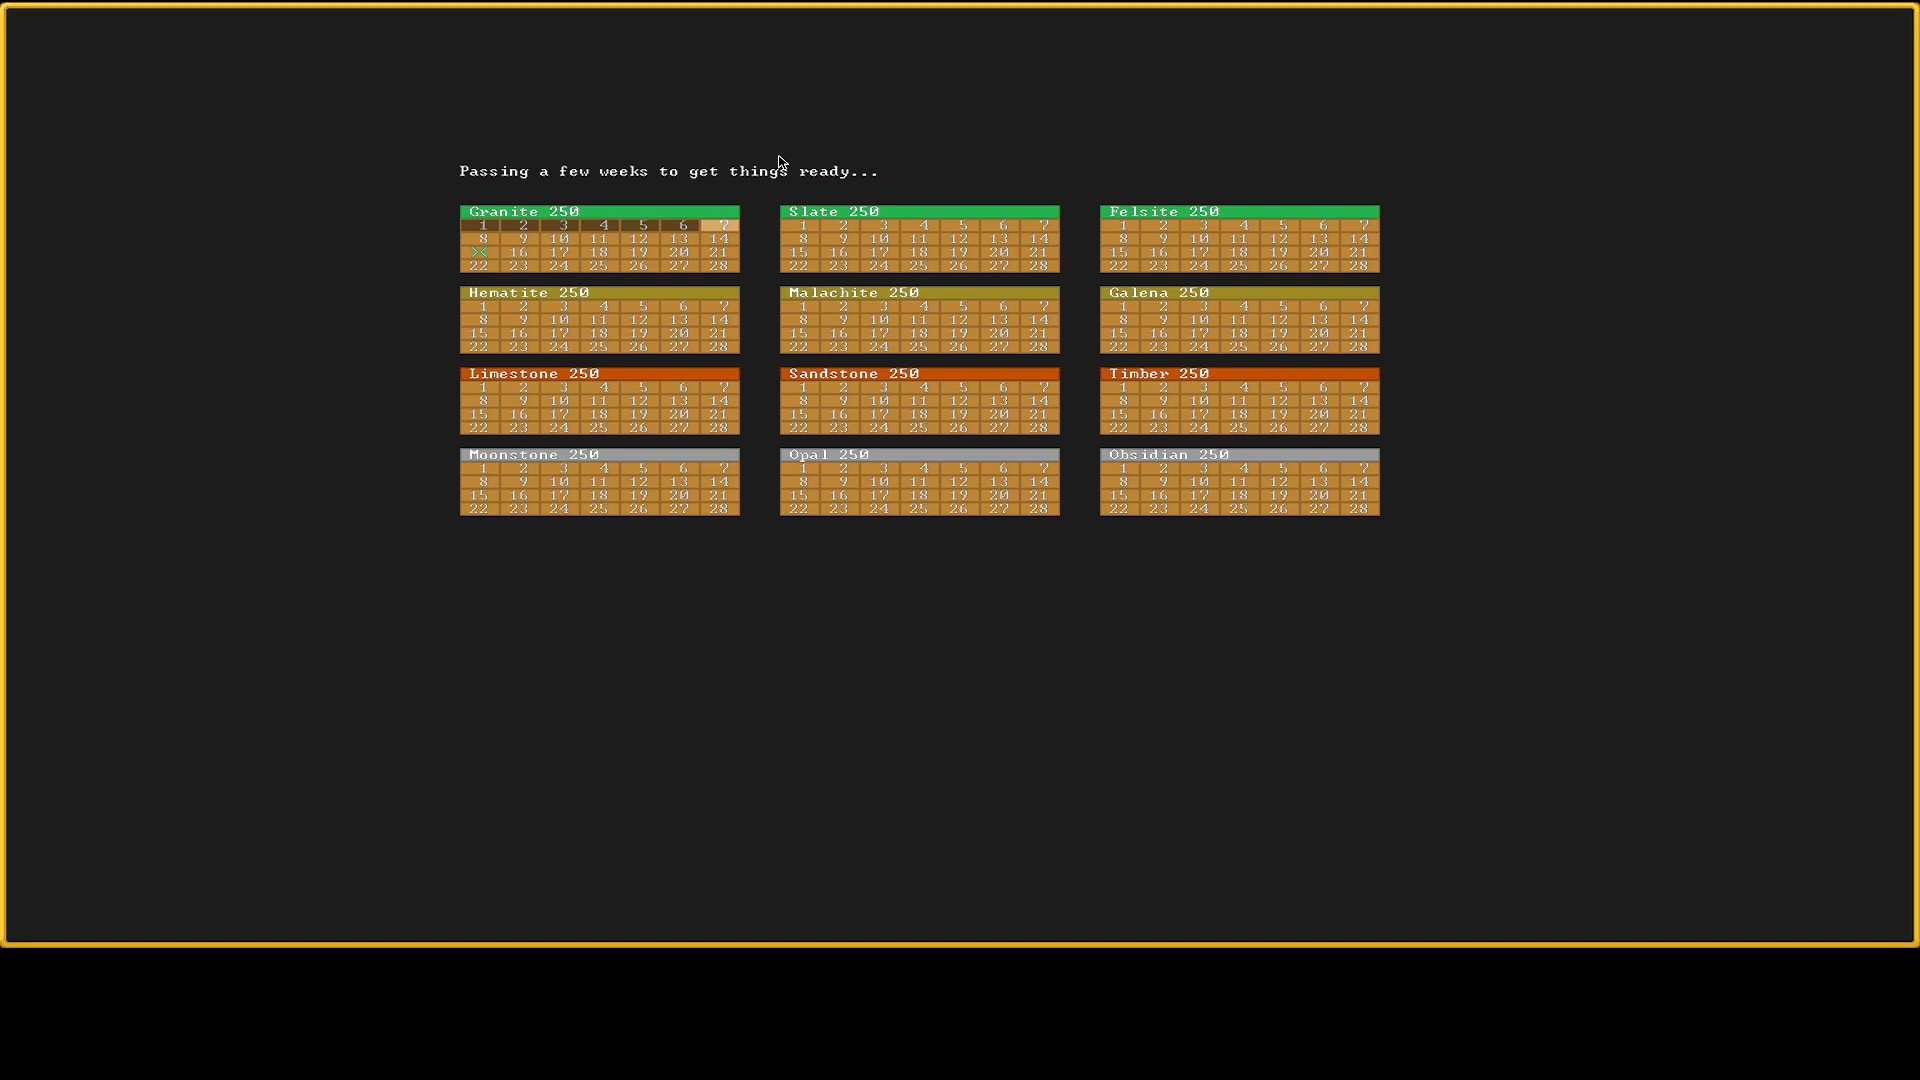 Passing a few weeks to get things ready...
Granite 250 Slate 250 Felsite 250
1 2 3 4 5 6 7 1 2 3 4 5 6 7 1 2 3 4 5 6 7
8 9 10 11 12 13 14 8 9 10 11 12 13 14 8 9 10 11 12 13 14
>< 16 17 18 19 20 21 15 16 17 18 19 20 21 15 16 17 18 19 20 21
22 23 24 25 26 27 28 22 23 24 25 26 27 28 22 23 24 25 26 27 28
Hematite 250 Malachite 250 Galena 250
1 2 3 4 5 6 7 1 2 3 4 5 6 7 1 2 3 4 5 6 7
8 9 10 11 12 13 14 8 9 10 11 12 13 14 8 9 10 11 12 13 14
15 16 17 18 19 20 21 15 16 17 18 19 20 21 15 16 17 18 19 20 21
22 23 24 25 26 27 28 22 23 24 25 26 27 28 22 23 24 25 26 27 28
Limestone 250 Sandstone 250 Timber 250
1 2 3 4 5 6 7 1 2 3 4 5 6 7 1 2 3 4 5 6 7
8 9 10 11 12 13 14 8 9 10 11 12 13 14 8 9 10 11 12 13 14
15 16 17 18 19 20 21 15 16 17 18 19 20 21 15 16 17 18 19 20 21
22 23 24 25 26 27 28 22 23 24 25 26 27 28 22 23 24 25 26 27 28
Moonstone 250 Opal 250 Obsidian 250
1 2 3 4 5 6 7 1 2 3 4 5 6 7 1 2 3 4 5 6 7
8 9 10 11 12 13 14 8 9 10 11 12 13 14 8 9 10 11 12 13 14
15 16 17 18 19 20 21 15 16 17 18 19 20 21 15 16 17 18 19 20 21
22 23 24 25 26 27 28 22 23 24 25 26 27 28 22 23 24 25 26 27 28